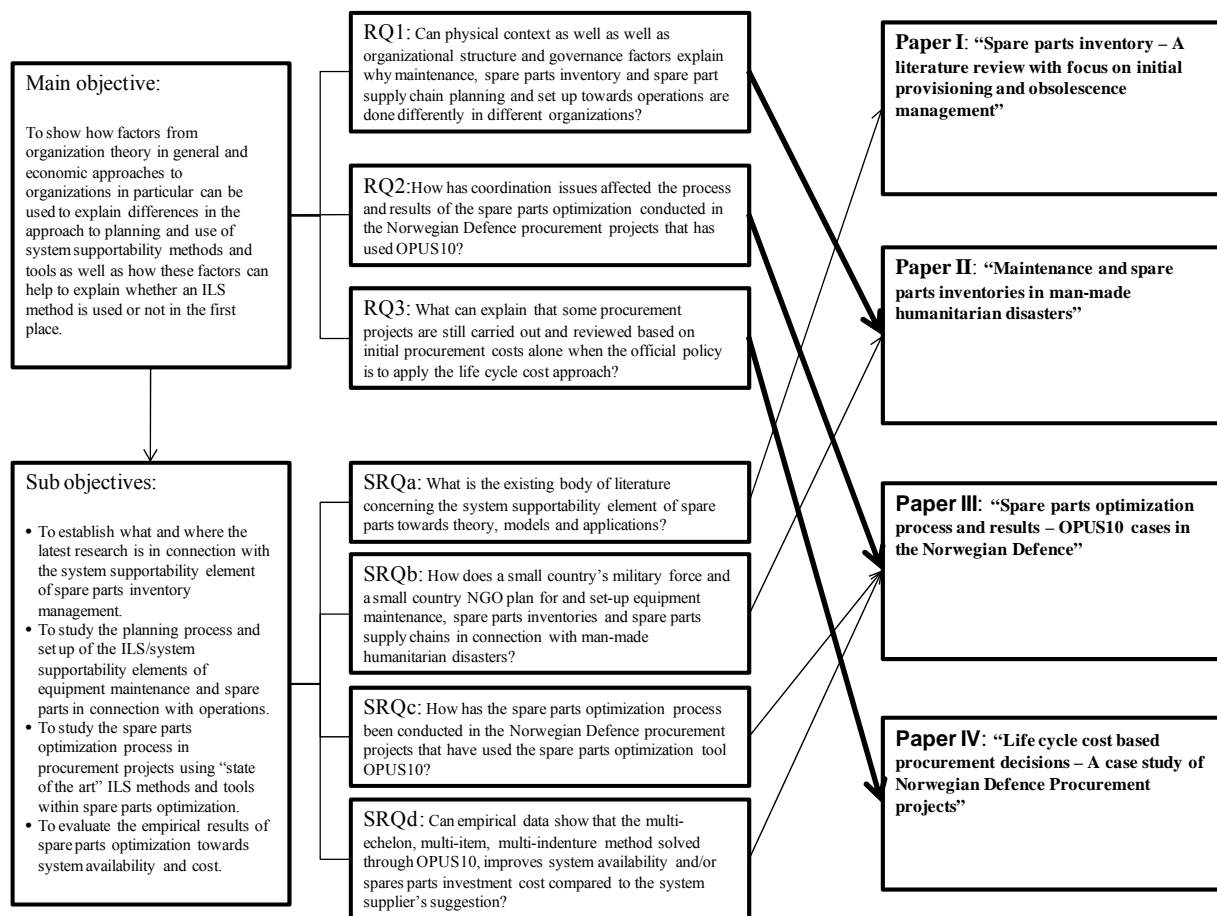 Main objective:
To show how factors from
organization theory in general and
economic approaches to
organizations in particular can be
used to explain differences in the
approach to planning and use of
system supportability methods and
tools as well as how these factors can
help to explain whether an ILS
method is used or not in the first
place.
Sub objectives:
• To establish what and where the
latest research is in connection with
the system supportability element
of spare parts inventory
management.
• To study the planning process and
set up of the ILS/system
supportability elements of
equipment maintenance and spare
parts in connection with operations.
• To study the spare parts
optimization process in
procurement projects using “state
of the art” ILS methods and tools
within spare parts optimization.
• To evaluate the empirical results of
spare parts optimization towards
system availability and cost.
RQ1: Can physical context as well as well as
organizational structure and governance factors explain
why maintenance, spare parts inventory and spare part
supply chain planning and set up towards operations are
done differently in different organizations?
RQ2:How has coordination issues affected the process
and results of the spare parts optimization conducted in
the Norwegian Defence procurement projects that has
used OPUS10?
RQ3: What can explain that some procurement
projects are still carried out and reviewed based on
initial procurement costs alone when the official policy
is to apply the life cycle cost approach?
SRQa: What is the existing body of literature
concerning the system supportability element of spare
parts towards theory, models and applications?
SRQb: How does a small country’s military force and
a small country NGO plan for and set-up equipment
maintenance, spare parts inventories and spare parts
supply chains in connection with man-made
humanitarian disasters?
SRQc: How has the spare parts optimization process
been conducted in the Norwegian Defence procurement
projects that have used the spare parts optimization tool
OPUS10?
SRQd: Can empirical data show that the multi-
echelon, multi-item, multi-indenture method solved
through OPUS10, improves system availability and/or
spares parts investment cost compared to the system
supplier’s suggestion?
Paper I: “Spare parts inventory – A
literature review with focus on initial
provisioning and obsolescence
management”
Paper II: “Maintenance and spare
parts inventories in man-made
humanitarian disasters”
Paper III: “Spare parts optimization
process and results – OPUS10 cases in
the Norwegian Defence”
Paper IV: “Life cycle cost based
procurement decisions – A case study of
Norwegian Defence Procurement
projects”